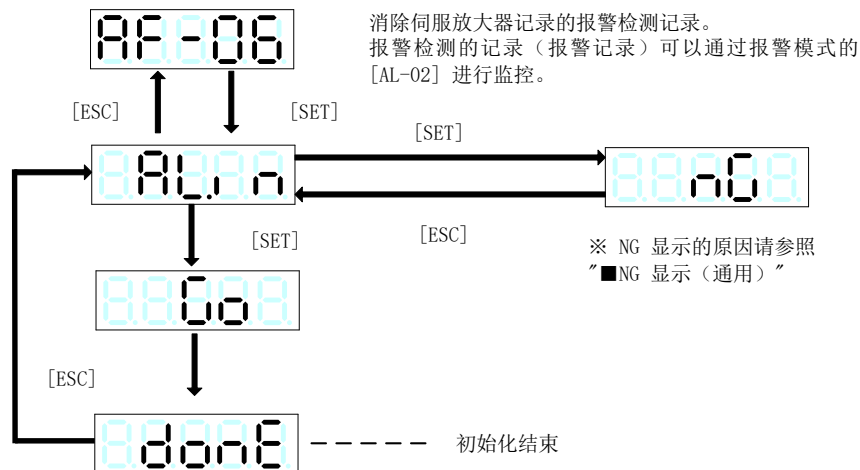 AF-06
消除伺服放大器记录的报警检测记录。
报警检测的记录（报警记录）可以通过报警模式的
[AL-02] 进行监控。
[ESC]
[SET]
[SET]
AL.in
nG
[SET]
[ESC]
※ NG 显示的原因请参照
"■NG 显示（通用）"
Go
[ESC]
donE
初始化结束